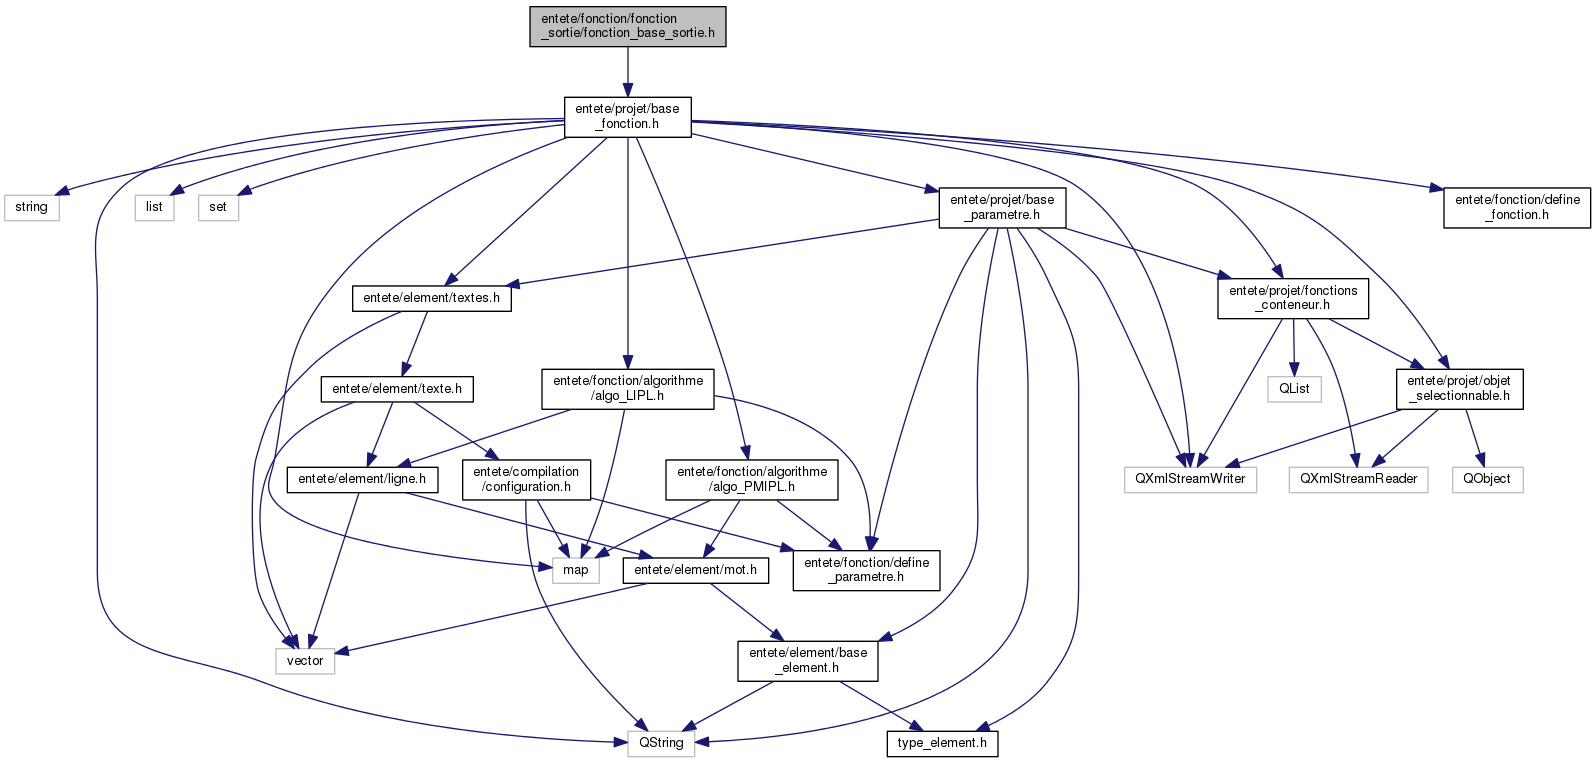 entete/fonction/fonction
_sortie/fonction_base_sortie.h
entete/projet/base
_fonction.h
string
list
set
entete/projet/base
_parametre.h
entete/fonction/define
_fonction.h
entete/element/textes.h
entete/projet/fonctions
_conteneur.h
entete/element/texte.h
entete/fonction/algorithme
/algo_LIPL.h
QList
entete/projet/objet
_selectionnable.h
entete/element/ligne.h
entete/compilation
/configuration.h
entete/fonction/algorithme
/algo_PMIPL.h
QXmlStreamWriter
QXmlStreamReader
QObject
map
entete/element/mot.h
entete/fonction/define
_parametre.h
vector
entete/element/base
_element.h
QString
type_element.h